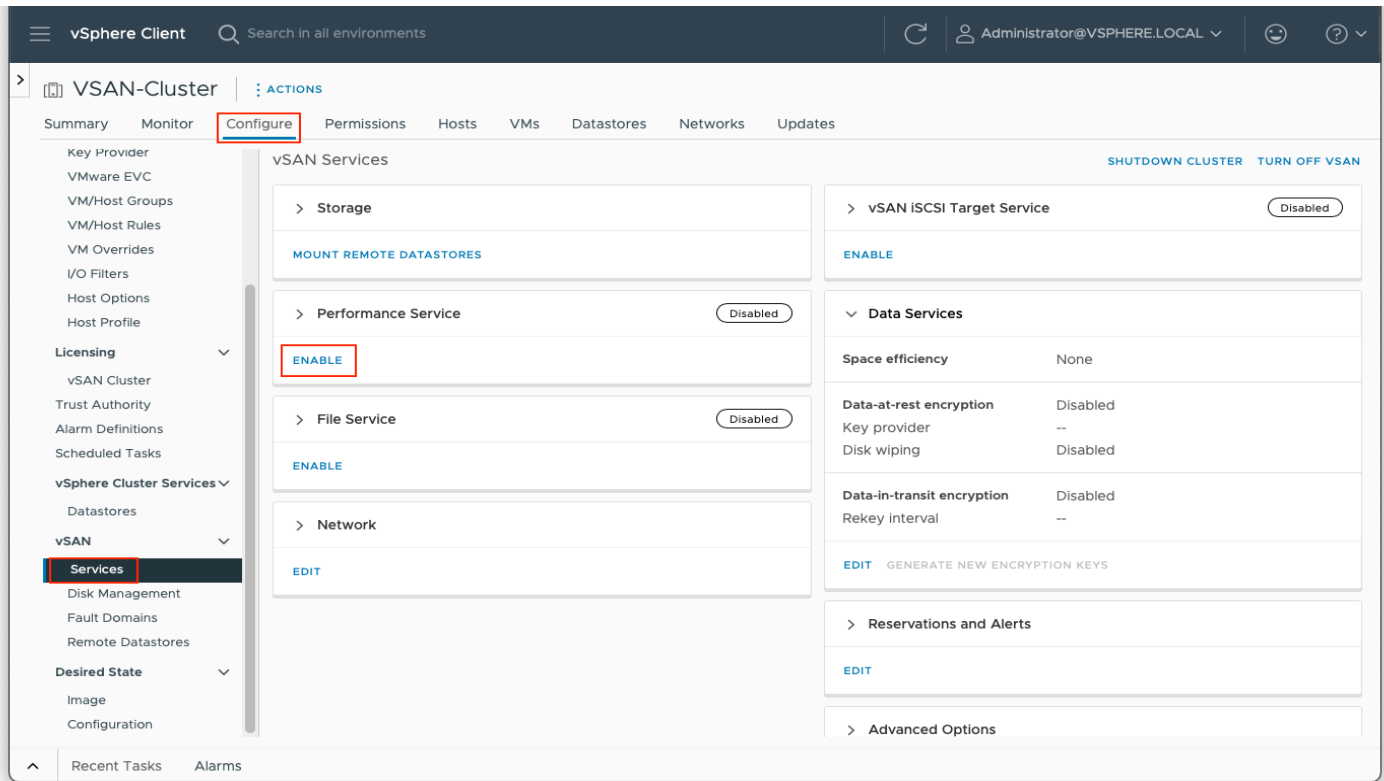 vSphere Client
Search in all environments
Administrator@VSPHERE.LOCAL
VSAN-Cluster
ACTIONS
Summary Monitor Configure Permissions Hosts VMs Datastores Networks Updates
Key Provider
VMware EVC
VM/Host Groups
VM/Host Rules
VM Overrides
I/O Filters
Host Options
Host Profile
Licensing
vSAN Cluster
Trust Authority
Alarm Definitions
Scheduled Tasks
vSphere Cluster Services
Datastores
vSAN
Services
Disk Management
Fault Domains
Remote Datastores
Desired State
Image
Configuration
vSAN Services
SHUTDOWN CLUSTER TURN OFF VSAN
Storage
MOUNT REMOTE DATASTORES
Performance Service Disabled
ENABLE
File Service Disabled
ENABLE
Network
EDIT
vSAN iSCSI Target Service Disabled
ENABLE
Data Services
Space efficiency None
Data-at-rest encryption Disabled
Key provider --
Disk wiping Disabled
Data-in-transit encryption Disabled
Rekey interval --
EDIT GENERATE NEW ENCRYPTION KEYS
Reservations and Alerts
EDIT
Advanced Options
Recent Tasks Alarms